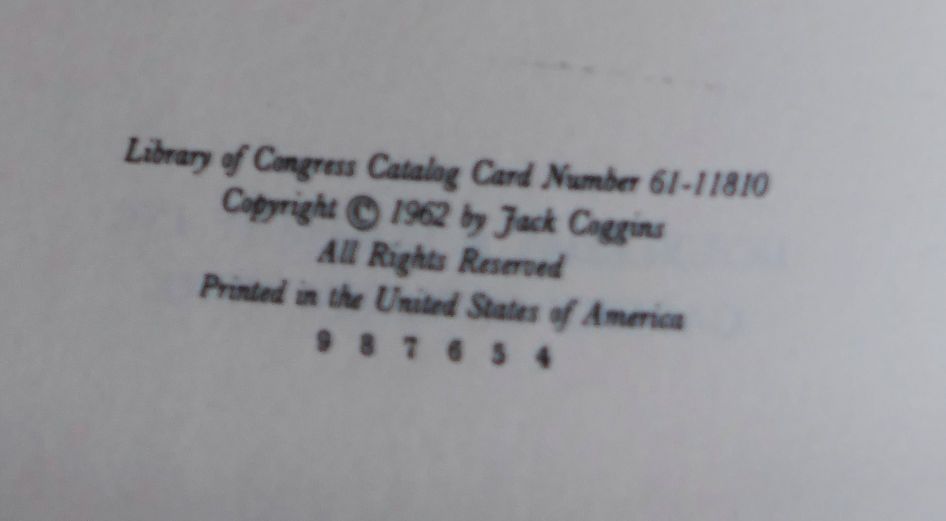 Library of Congress Catalog Card Number 61-11810
Copyright © 1962 by Jack Coggins
All Rights Reserved
Printed in the United States of America
9 8 7 6 5 4